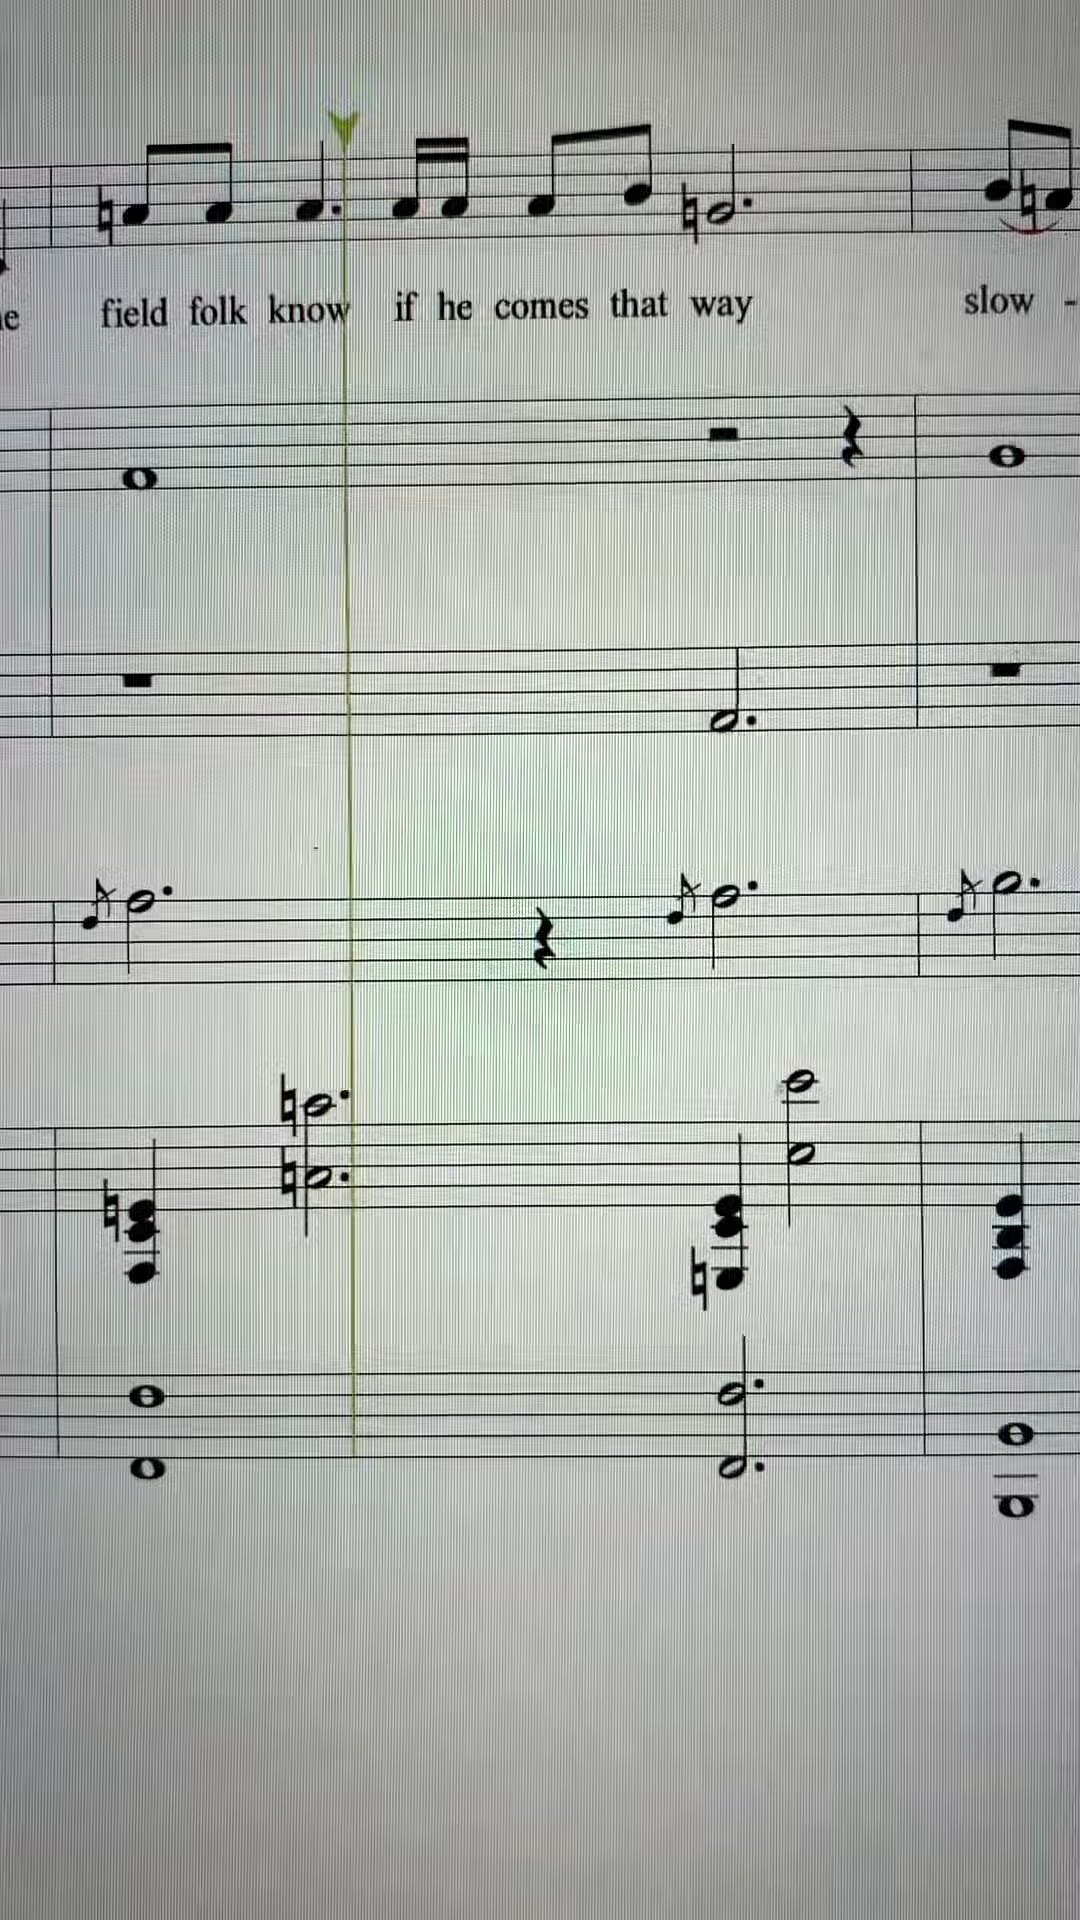 field folk know if he comes that way slow -